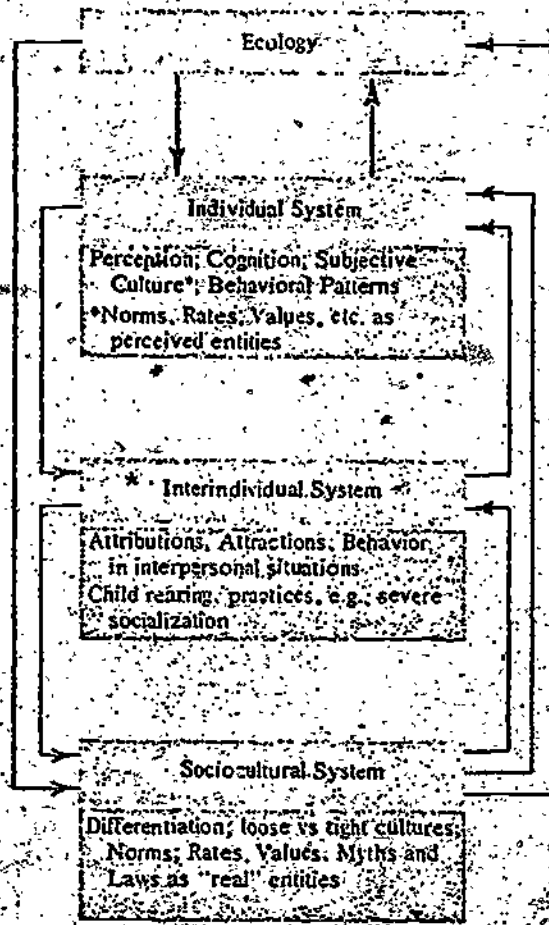 Ecology
Individual System
Perception; Cognition; Subjective
Culture*; Behavioral Patterns
*Norms, Rates, Values, etc. as
perceived entities
* Interindividual System
Attributions, Attractions, Behavior
in interpersonal situations
Child rearing, practices, e.g., severe
socialization
Sociocultural System
Differentiation; loose vs tight cultures;
Norms; Rates, Values, Myths and
Laws as "real" entities